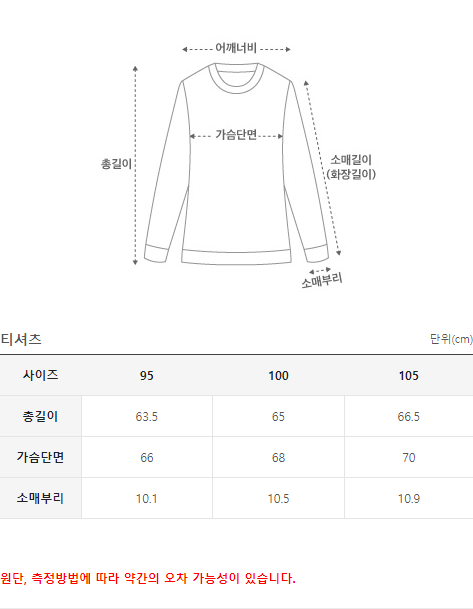 어깨너비
가슴단면
총길이
소매길이
(화장길이)
소매부리
티셔츠 단위(cm)
사이즈 95 100 105
총길이 63.5 65 66.5
가슴단면 66 68 70
소매부리 10.1 10.5 10.9
원단, 측정방법에 따라 약간의 오차 가능성이 있습니다.